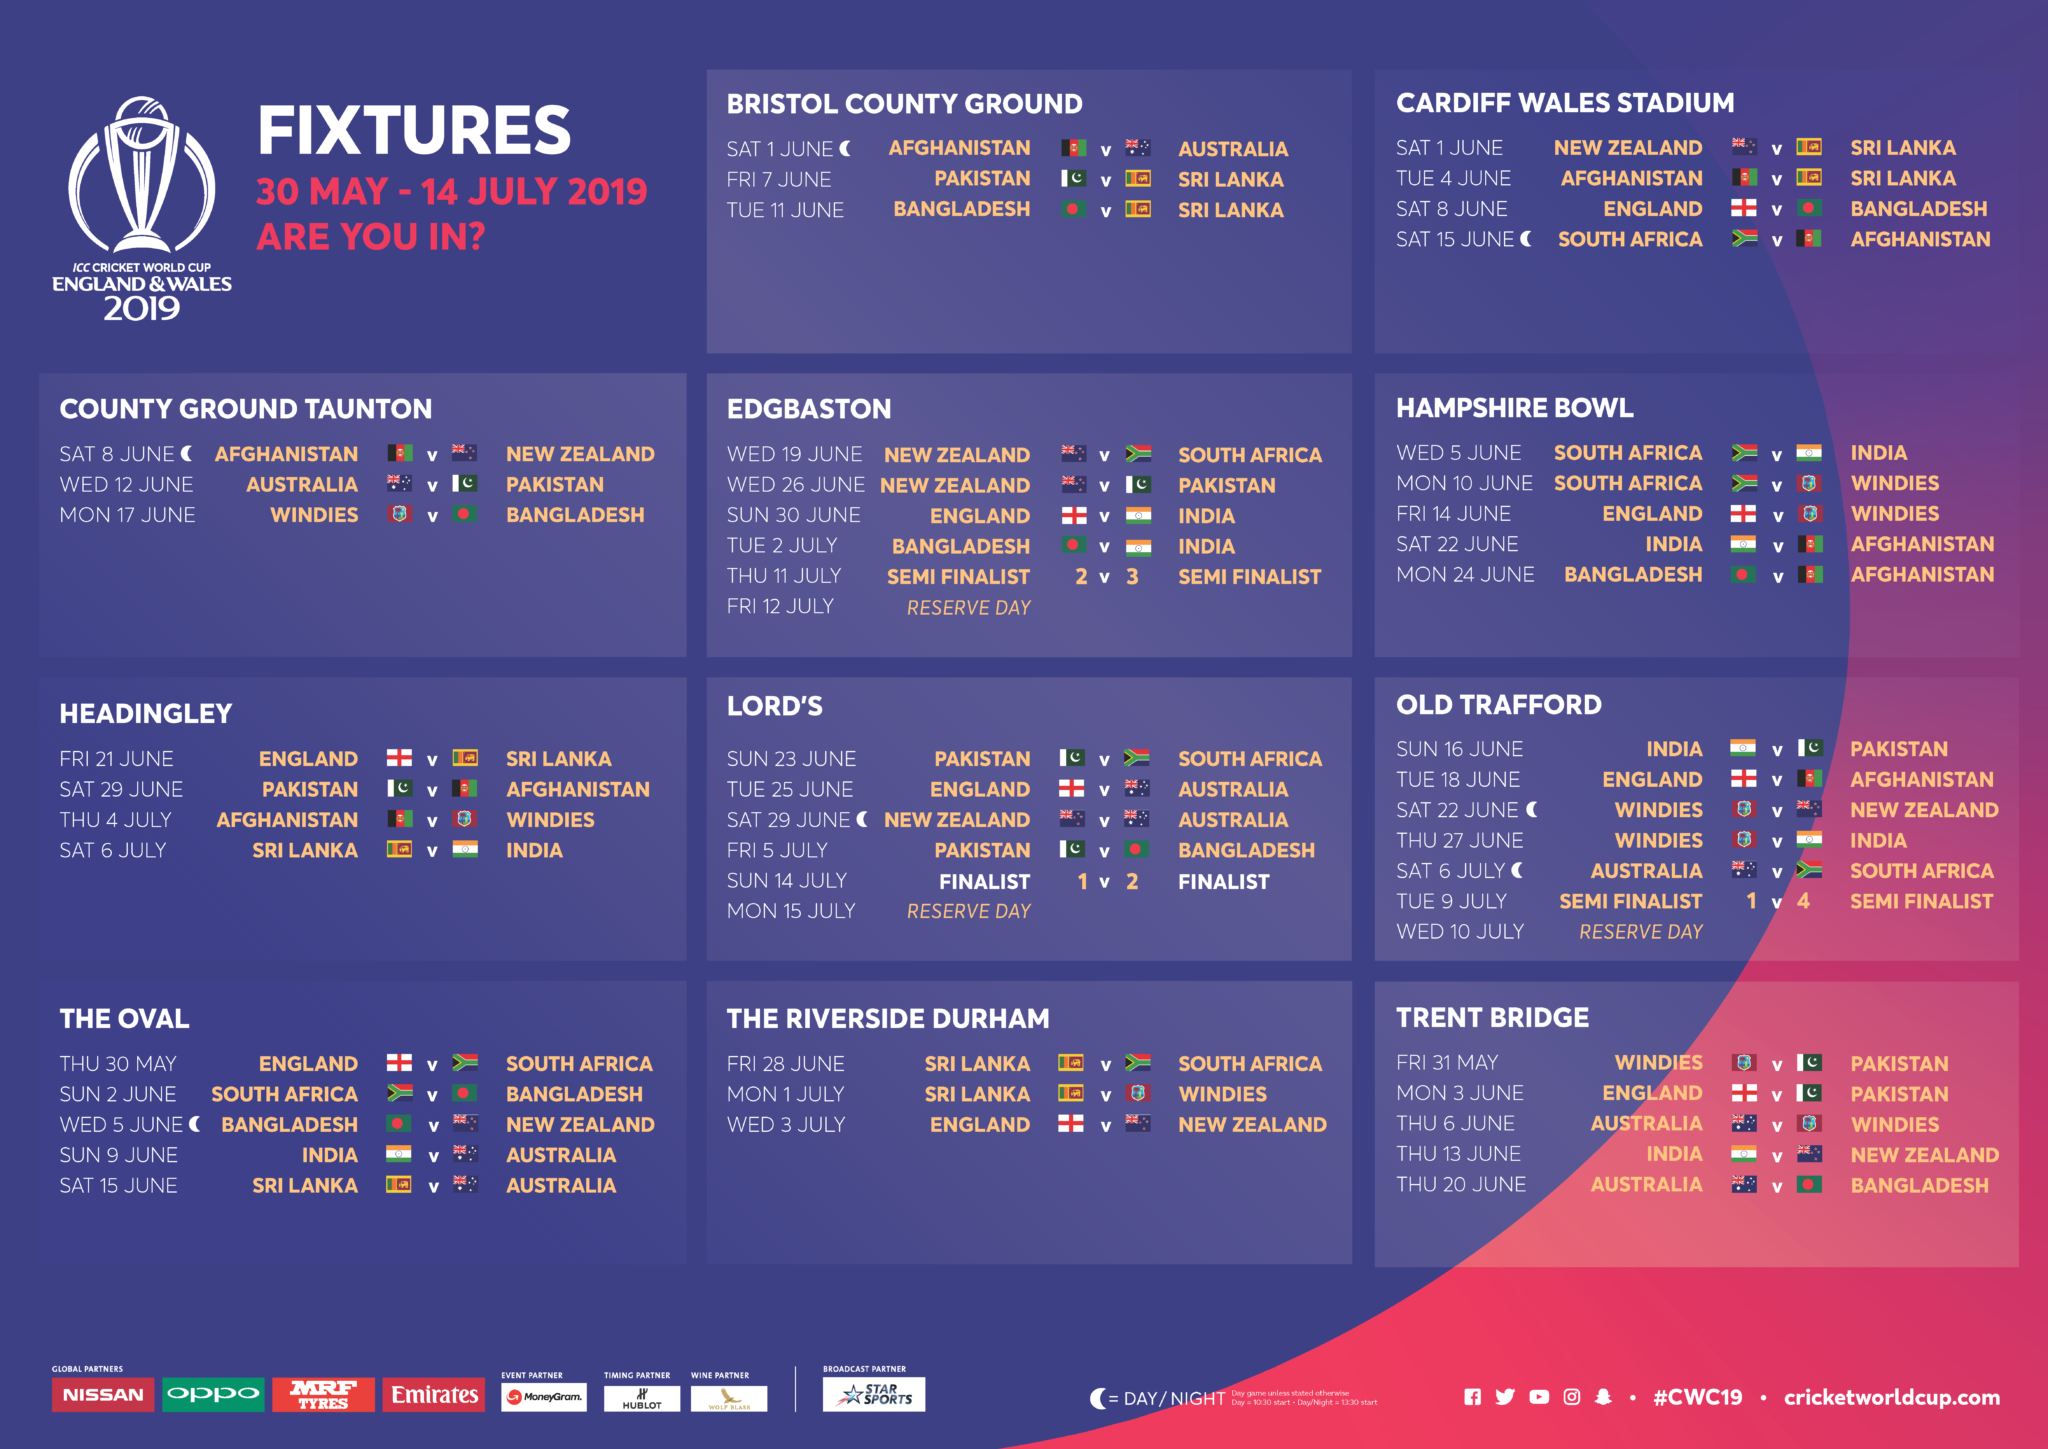 FIXTURES
30 MAY - 14 JULY 2019
ARE YOU IN?
ICC CRICKET WORLD CUP
ENGLAND & WALES
2019
BRISTOL COUNTY GROUND
SAT 1 JUNE AFGHANISTAN v AUSTRALIA
FRI 7 JUNE PAKISTAN v SRI LANKA
TUE 11 JUNE BANGLADESH v SRI LANKA
CARDIFF WALES STADIUM
SAT 1 JUNE NEW ZEALAND v SRI LANKA
TUE 4 JUNE AFGHANISTAN v SRI LANKA
SAT 8 JUNE ENGLAND v BANGLADESH
SAT 15 JUNE SOUTH AFRICA v AFGHANISTAN
COUNTY GROUND TAUNTON
SAT 8 JUNE AFGHANISTAN v NEW ZEALAND
WED 12 JUNE AUSTRALIA v PAKISTAN
MON 17 JUNE WINDIES v BANGLADESH
EDGBASTON
WED 19 JUNE NEW ZEALAND v SOUTH AFRICA
WED 26 JUNE NEW ZEALAND v PAKISTAN
SUN 30 JUNE ENGLAND v INDIA
TUE 2 JULY BANGLADESH v INDIA
THU 11 JULY SEMI FINALIST 2 v 3 SEMI FINALIST
FRI 12 JULY RESERVE DAY
HAMPSHIRE BOWL
WED 5 JUNE SOUTH AFRICA v INDIA
MON 10 JUNE SOUTH AFRICA v WINDIES
FRI 14 JUNE ENGLAND v WINDIES
SAT 22 JUNE INDIA v AFGHANISTAN
MON 24 JUNE BANGLADESH v AFGHANISTAN
HEADINGLEY
FRI 21 JUNE ENGLAND v SRI LANKA
SAT 29 JUNE PAKISTAN v AFGHANISTAN
THU 4 JULY AFGHANISTAN v WINDIES
SAT 6 JULY SRI LANKA v INDIA
LORD'S
SUN 23 JUNE PAKISTAN v SOUTH AFRICA
TUE 25 JUNE ENGLAND v AUSTRALIA
SAT 29 JUNE NEW ZEALAND v AUSTRALIA
FRI 5 JULY PAKISTAN v BANGLADESH
SUN 14 JULY FINALIST 1 v 2 FINALIST
MON 15 JULY RESERVE DAY
OLD TRAFFORD
SUN 16 JUNE INDIA v PAKISTAN
TUE 18 JUNE ENGLAND v AFGHANISTAN
SAT 22 JUNE WINDIES v NEW ZEALAND
THU 27 JUNE WINDIES v INDIA
SAT 6 JULY AUSTRALIA v SOUTH AFRICA
TUE 9 JULY SEMI FINALIST 1 v 4 SEMI FINALIST
WED 10 JULY RESERVE DAY
THE OVAL
THU 30 MAY ENGLAND v SOUTH AFRICA
SUN 2 JUNE SOUTH AFRICA v BANGLADESH
WED 5 JUNE BANGLADESH v NEW ZEALAND
SUN 9 JUNE INDIA v AUSTRALIA
SAT 15 JUNE SRI LANKA v AUSTRALIA
THE RIVERSIDE DURHAM
FRI 28 JUNE SRI LANKA v SOUTH AFRICA
MON 1 JULY SRI LANKA v WINDIES
WED 3 JULY ENGLAND v NEW ZEALAND
TRENT BRIDGE
FRI 31 MAY WINDIES v PAKISTAN
MON 3 JUNE ENGLAND v PAKISTAN
THU 6 JUNE AUSTRALIA v WINDIES
THU 13 JUNE INDIA v NEW ZEALAND
THU 20 JUNE AUSTRALIA v BANGLADESH
GLOBAL PARTNERS
NISSAN
oppo
MRF
TYRES
Emirates
EVENT PARTNER
MoneyGram.
TIMING PARTNER
HUBLOT
WINE PARTNER
WOLF BLASS
BROADCAST PARTNER
STAR
SPORTS
= DAY / NIGHT
Day game unless stated otherwise
Day = 10:30 start • Day/Night = 13:30 start
• #CWC19 • cricketworldcup.com